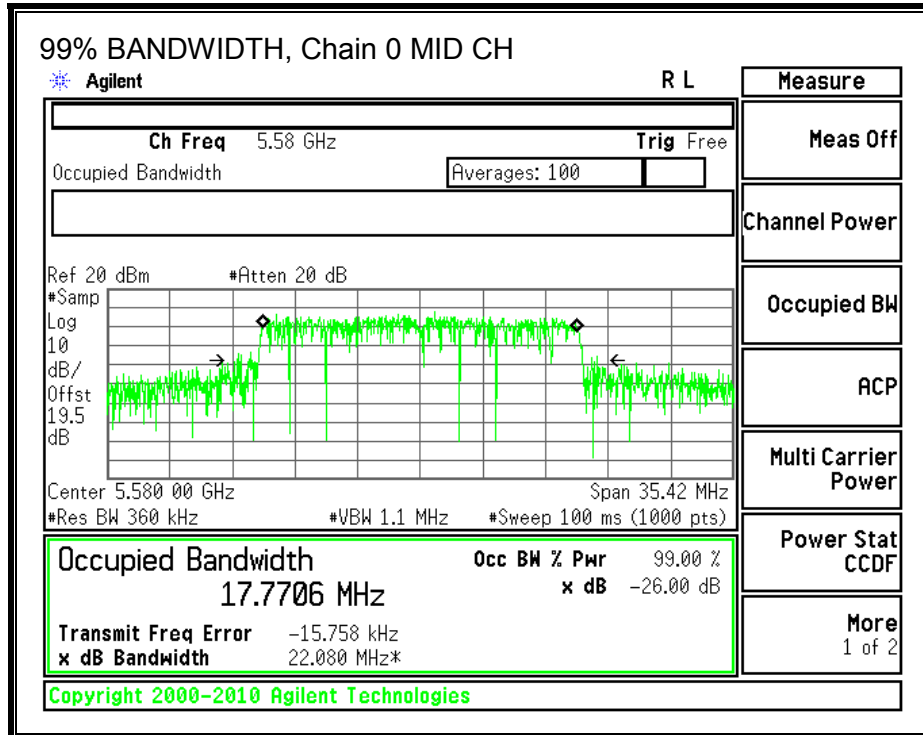 99% BANDWIDTH, Chain 0 MID CH
Agilent R L
Ch Freq 5.58 GHz Trig Free
Occupied Bandwidth Averages: 100
Ref 20 dBm #Atten 20 dB
#Samp
Log
10
dB/
Offst
19.5
dB
Center 5.580 00 GHz Span 35.42 MHz
#Res BW 360 kHz #VBW 1.1 MHz #Sweep 100 ms (1000 pts)
Occupied Bandwidth Occ BW % Pwr 99.00 %
17.7706 MHz x dB -26.00 dB
Transmit Freq Error -15.758 kHz
x dB Bandwidth 22.080 MHz*
Copyright 2000-2010 Agilent Technologies
Measure
Meas Off
Channel Power
Occupied BW
ACP
Multi Carrier
Power
Power Stat
CCDF
More
1 of 2